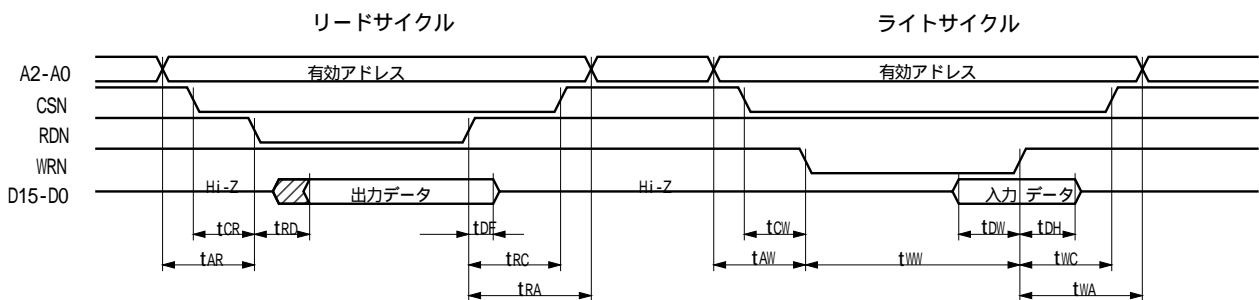 リードサイクル ライトサイクル
A2-A0 有効アドレス 有効アドレス
CSN
RDN
WRN
D15-D0 Hi-Z 出力データ Hi-Z 入力 データ
tCR tRD tDF tCW tDW tDH
tAR tRC tAW tWW tWC
tRA tWA